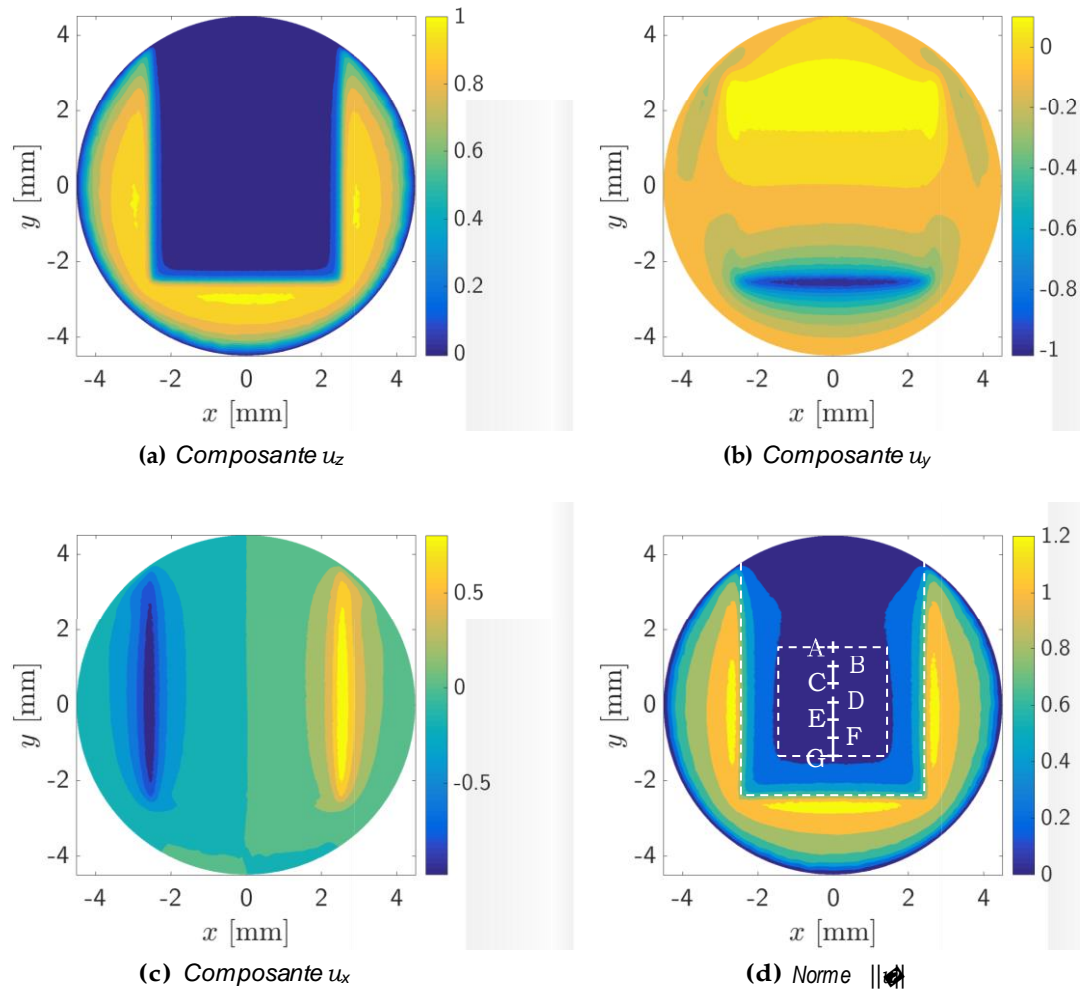 4
2
0
-2
-4
y [mm]
-4 -2 0 2 4
x [mm]
1
0.8
0.6
0.4
0.2
0
(a) Composante u_z
4
2
0
-2
-4
y [mm]
-4 -2 0 2 4
x [mm]
0
-0.2
-0.4
-0.6
-0.8
-1
(b) Composante u_y
4
2
0
-2
-4
y [mm]
-4 -2 0 2 4
x [mm]
0.5
0
-0.5
(c) Composante u_x
4
2
0
-2
-4
y [mm]
A
B
C
D
E
F
G
-4 -2 0 2 4
x [mm]
1.2
1
0.8
0.6
0.4
0.2
0
(d) Norme